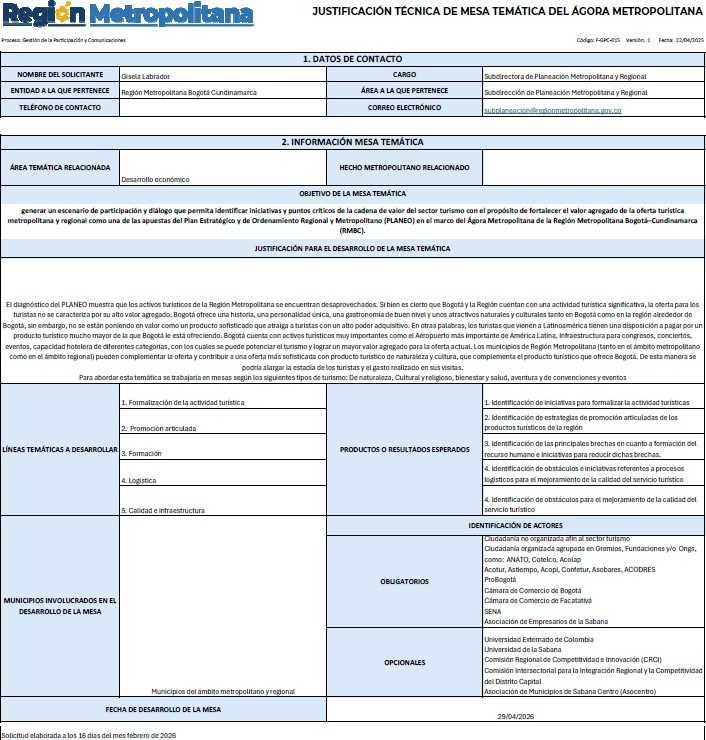 Región Metropolitana
JUSTIFICACIÓN TÉCNICA DE MESA TEMÁTICA DEL ÁGORA METROPOLITANA
Proceso: Gestión de la Participación y Comunicaciones
Código: F-GPC-015 Versión: 1 Fecha: 22/04/2025
1. DATOS DE CONTACTO
NOMBRE DEL SOLICITANTE
Gisela Labrador
CARGO
Subdirectora de Planeación Metropolitana y Regional
ENTIDAD A LA QUE PERTENECE
Región Metropolitana Bogotá Cundinamarca
ÁREA A LA QUE PERTENECE
Subdirección de Planeación Metropolitana y Regional
TELÉFONO DE CONTACTO
CORREO ELECTRÓNICO
subplaneacion@regionmetropolitana.gov.co
2. INFORMACIÓN MESA TEMÁTICA
ÁREA TEMÁTICA RELACIONADA
Desarrollo económico
HECHO METROPOLITANO RELACIONADO
OBJETIVO DE LA MESA TEMÁTICA
generar un escenario de participación y diálogo que permita identificar iniciativas y puntos críticos de la cadena de valor del sector turismo con el propósito de fortalecer el valor agregado de la oferta turística
metropolitana y regional como una de las apuestas del Plan Estratégico y de Ordenamiento Regional y Metropolitano (PLANEO) en el marco del Ágora Metropolitana de la Región Metropolitana Bogotá–Cundinamarca
(RMBC).
JUSTIFICACIÓN PARA EL DESARROLLO DE LA MESA TEMÁTICA
El diagnóstico del PLANEO muestra que los activos turísticos de la Región Metropolitana se encuentran desaprovechados. Si bien es cierto que Bogotá y la Región cuentan con una actividad turística significativa, la oferta para los
turistas no se caracteriza por su alto valor agregado. Bogotá ofrece una historia, una personalidad única, una gastronomía de buen nivel y unos atractivos naturales y culturales tanto en Bogotá como en la región alrededor de
Bogotá, sin embargo, no se están poniendo en valor como un producto sofisticado que atraiga a turistas con un alto poder adquisitivo. En otras palabras, los turistas que vienen a Latinoamérica tienen una disposición a pagar por un
producto turístico mucho mayor de la que Bogotá le está ofreciendo. Bogotá cuenta con activos turísticos muy importantes como el Aeropuerto más importante de América Latina, infraestructura para congresos, conciertos,
eventos, capacidad hotelera de diferentes categorías, con los cuales se puede potenciar el turismo y lograr un mayor valor agregado para la oferta actual. Los municipios de Región Metropolitana (tanto en el ámbito metropolitano
como en el ámbito regional) pueden complementar la oferta y contribuir a una oferta más sofisticada con producto turístico de naturaleza y cultura, que complementa el producto turístico que ofrece Bogotá. De esta manera se
podría alargar la estadía de los turistas y el gasto realizado en sus visitas.
Para abordar esta temática se trabajaría en mesas según los siguientes tipos de turismo: De naturaleza, Cultural y religioso, bienestar y salud, aventura y de convenciones y eventos
LÍNEAS TEMÁTICAS A DESARROLLAR
1. Formalización de la actividad turística
2. Promoción articulada
3. Formación
4. Logística
5. Calidad e infraestructura
PRODUCTOS O RESULTADOS ESPERADOS
1. Identificación de iniciativas para formalizar la actividad turísticas
2. Identificación de estrategias de promoción articuladas de los
productos turísticos de la región
3. Identificación de las principales brechas en cuanto a formación del
recurso humano e iniciativas para reducir dichas brechas.
4. Identificación de obstáculos e iniciativas referentes a procesos
logísticos para el mejoramiento de la calidad del servicio turístico
4. Identificación de obstáculos para el mejoramiento de la calidad del
servicio turístico
MUNICIPIOS INVOLUCRADOS EN EL
DESARROLLO DE LA MESA
Municipios del ámbito metropolitano y regional
IDENTIFICACIÓN DE ACTORES
OBLIGATORIOS
Ciudadanía no organizada afín al sector turismo
Ciudadanía organizada agrupada en Gremios, Fundaciones y/o Ongs,
como: ANATO, Cotelco, Acolap
Acotur, Astiempo, Acopi, Confetur, Asobares, ACODRES
ProBogotá
Cámara de Comercio de Bogotá
Cámara de Comercio de Facatativá
SENA
Asociación de Empresarios de la Sabana
OPCIONALES
Universidad Externado de Colombia
Universidad de la Sabana
Comisión Regional de Competitividad e Innovación (CRCI)
Comisión Intersectorial para la Integración Regional y la Competitividad
del Distrito Capital
Asociación de Municipios de Sabana Centro (Asocentro)
FECHA DE DESARROLLO DE LA MESA
29/04/2026
Solicitud elaborada a los 16 días del mes febrero de 2026